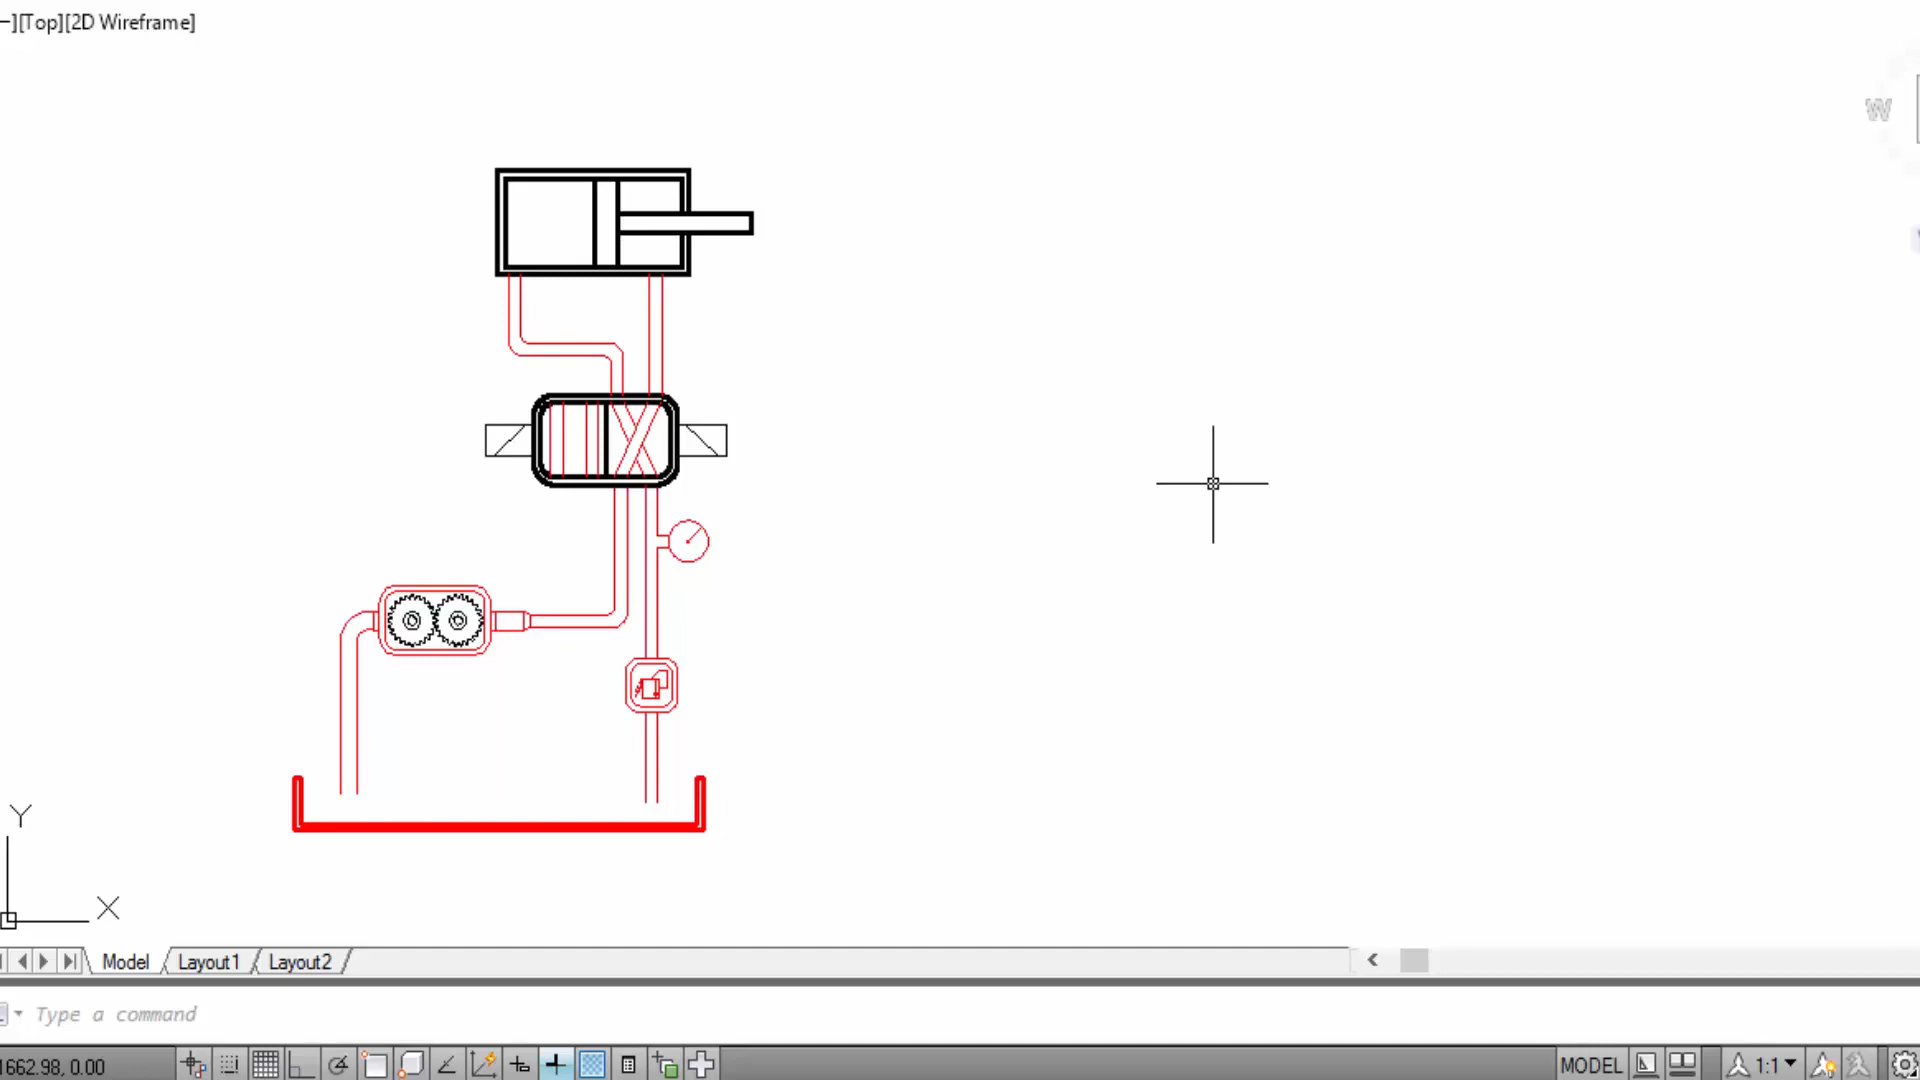 –][Top][2D Wireframe]
W
Y
X
Model Layout1 Layout2
Type a command
1662.98, 0.00
MODEL 1:1